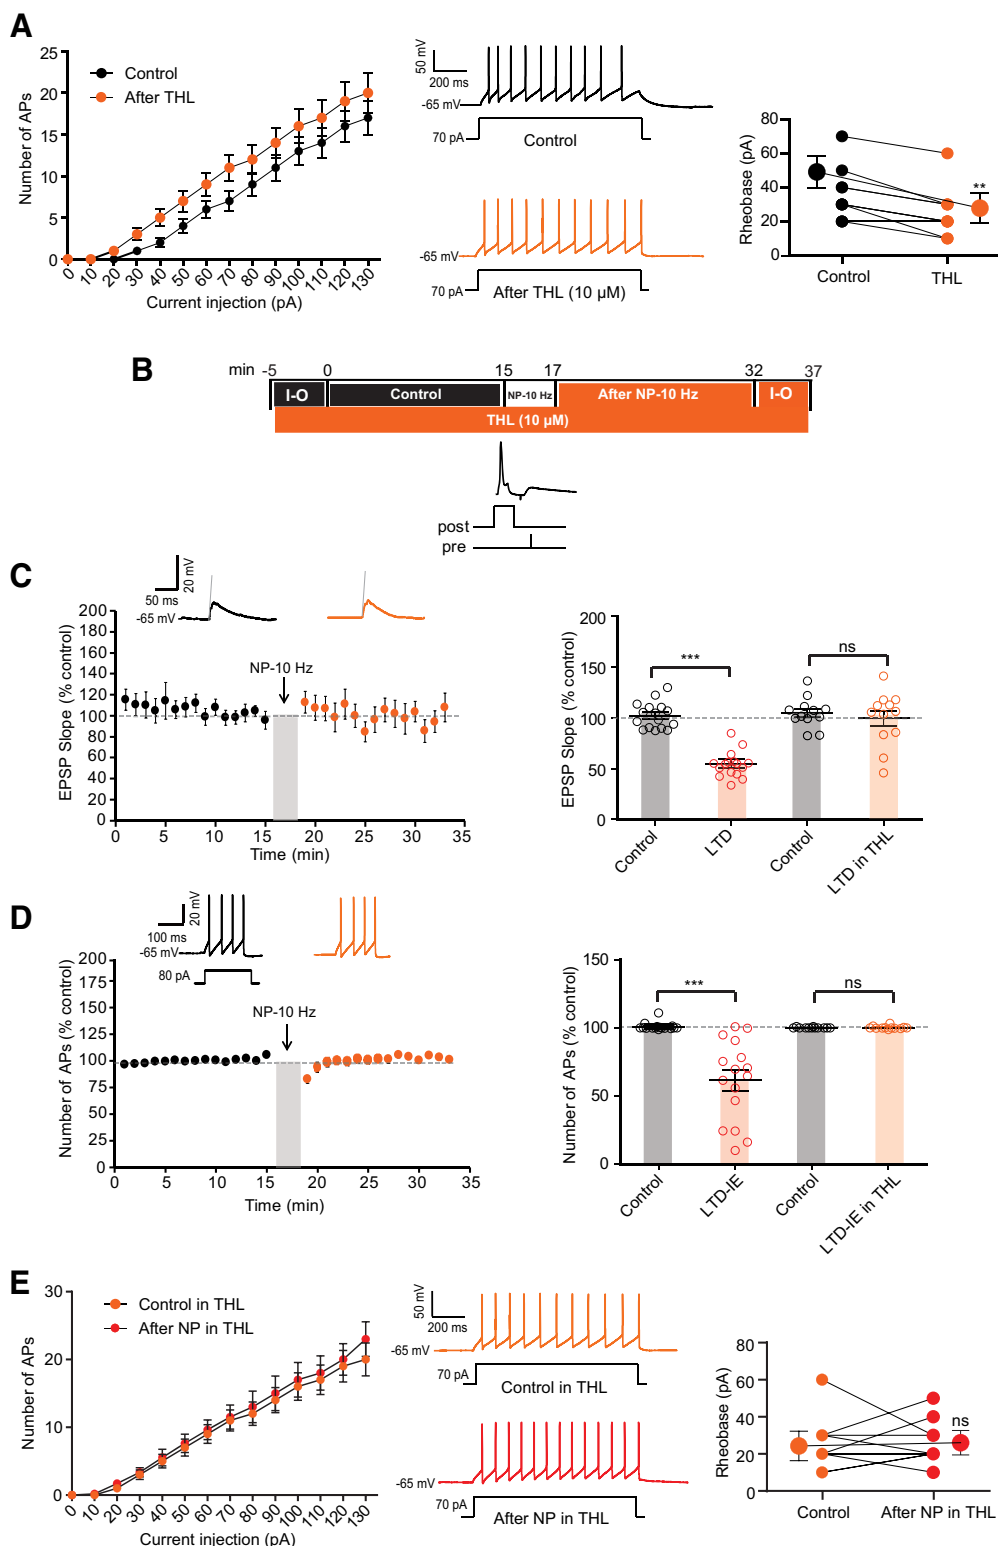 A
Number of APs
25
20
15
10
5
0
Control
After THL
0 10 20 30 40 50 60 70 80 90 100 110 120 130
Current injection (pA)
50 mV
200 ms
-65 mV
70 pA
Control
-65 mV
70 pA
After THL (10 µM)
Rheobase (pA)
80
60
40
20
0
**
Control THL
B
min -5 0 15 17 32 37
I-O Control NP-10 Hz After NP-10 Hz I-O
THL (10 µM)
post
pre
C
20 mV
50 ms
-65 mV
EPSP Slope (% control)
200
180
160
140
120
100
80
60
40
20
0
NP-10 Hz
0 5 10 15 20 25 30 35
Time (min)
EPSP Slope (% control)
200
150
100
50
0
***
ns
Control LTD Control LTD in THL
D
20 mV
100 ms
-65 mV
80 pA
Number of APs (% control)
200
175
150
125
100
75
50
25
0
NP-10 Hz
0 5 10 15 20 25 30 35
Time (min)
Number of APs (% control)
150
100
50
0
***
ns
Control LTD-IE Control LTD-IE in THL
E
Number of APs
30
20
10
0
Control in THL
After NP in THL
0 10 20 30 40 50 60 70 80 90 100 110 120 130
Current injection (pA)
50 mV
200 ms
-65 mV
70 pA
Control in THL
-65 mV
70 pA
After NP in THL
Rheobase (pA)
80
60
40
20
0
ns
Control After NP in THL